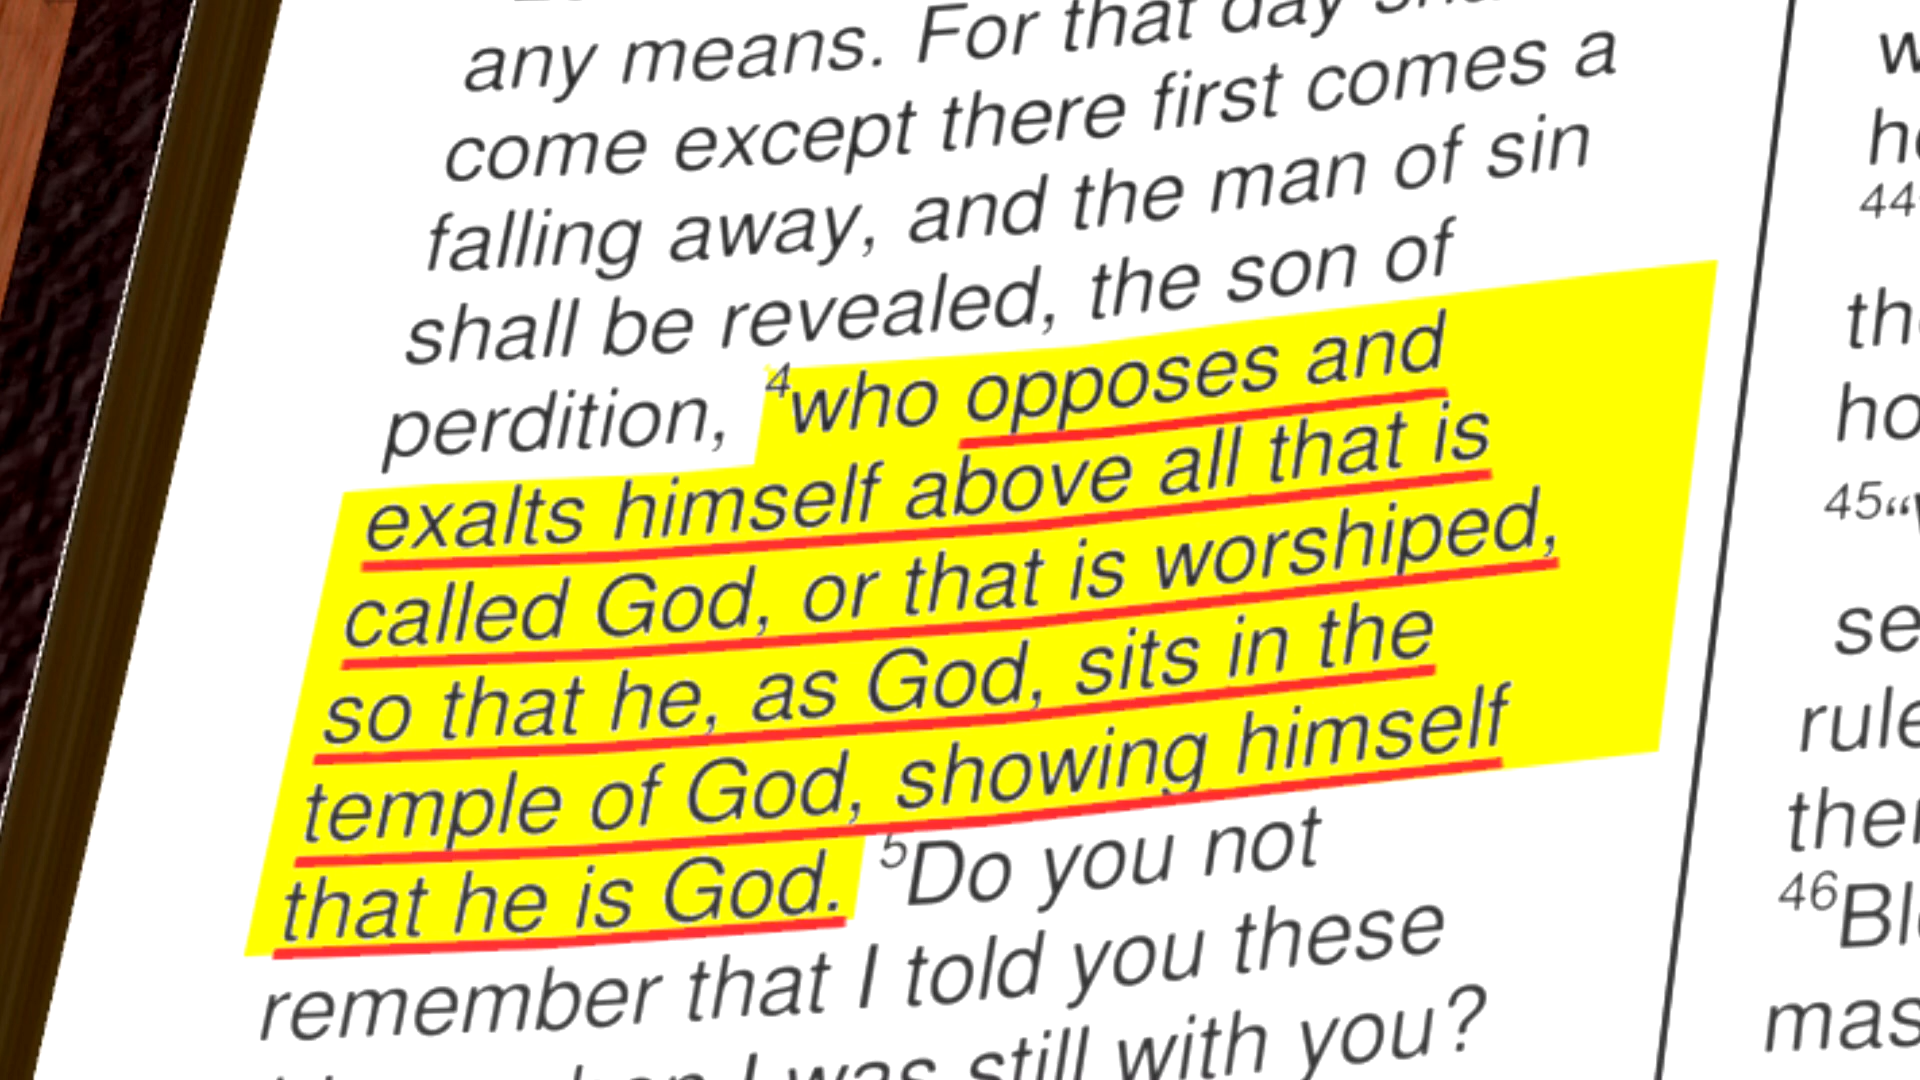 any means. For that day
come except there first comes a
falling away, and the man of sin
shall be revealed, the son of
perdition, ⁴who opposes and
exalts himself above all that is
called God, or that is worshiped,
so that he, as God, sits in the
temple of God, showing himself
that he is God. ⁵Do you not
remember that I told you these
I was still with you?
44
45“
46